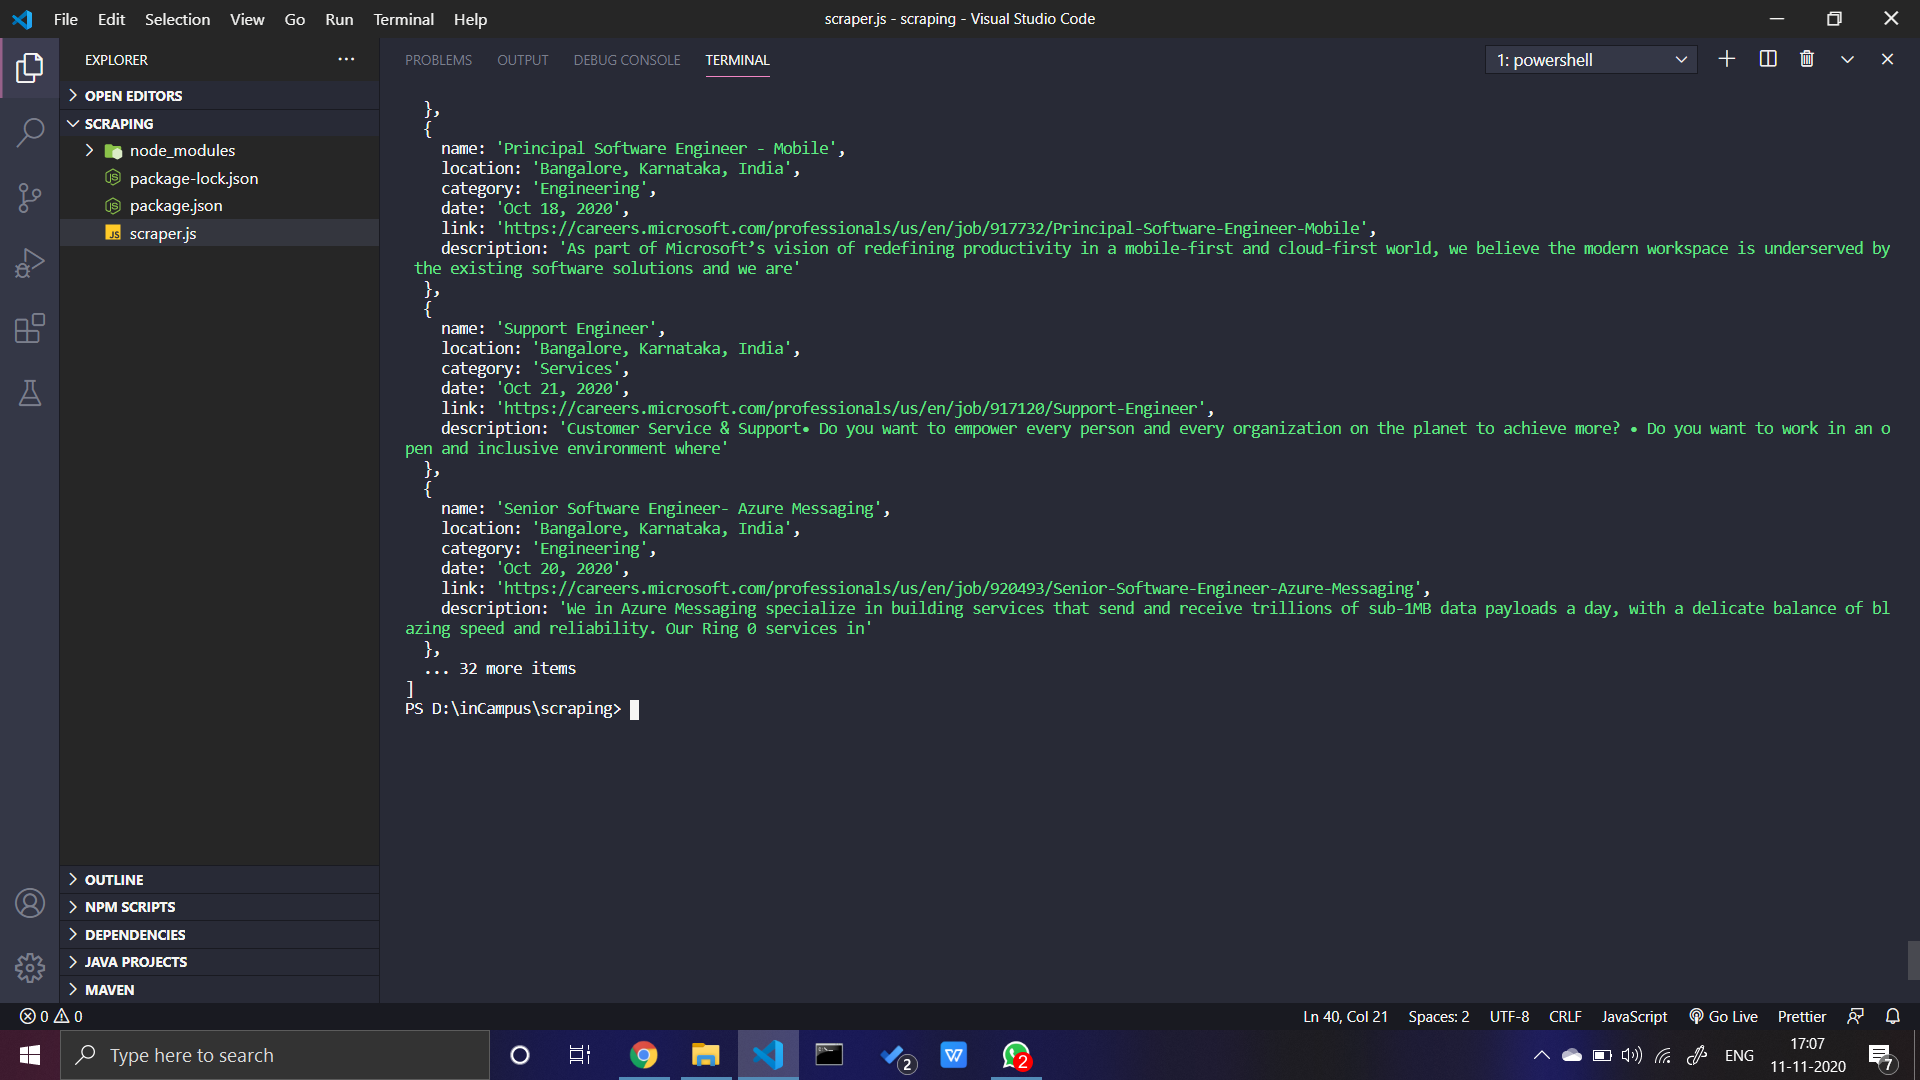 File Edit Selection View Go Run Terminal Help
scraper.js - scraping - Visual Studio Code
EXPLORER
OPEN EDITORS
SCRAPING
node_modules
package-lock.json
package.json
JS scraper.js
OUTLINE
NPM SCRIPTS
DEPENDENCIES
JAVA PROJECTS
MAVEN
PROBLEMS OUTPUT DEBUG CONSOLE TERMINAL
1: powershell
},
{
name: 'Principal Software Engineer - Mobile',
location: 'Bangalore, Karnataka, India',
category: 'Engineering',
date: 'Oct 18, 2020',
link: 'https://careers.microsoft.com/professionals/us/en/job/917732/Principal-Software-Engineer-Mobile',
description: 'As part of Microsoft’s vision of redefining productivity in a mobile-first and cloud-first world, we believe the modern workspace is underserved by
the existing software solutions and we are'
},
{
name: 'Support Engineer',
location: 'Bangalore, Karnataka, India',
category: 'Services',
date: 'Oct 21, 2020',
link: 'https://careers.microsoft.com/professionals/us/en/job/917120/Support-Engineer',
description: 'Customer Service & Support• Do you want to empower every person and every organization on the planet to achieve more? • Do you want to work in an o
pen and inclusive environment where'
},
{
name: 'Senior Software Engineer- Azure Messaging',
location: 'Bangalore, Karnataka, India',
category: 'Engineering',
date: 'Oct 20, 2020',
link: 'https://careers.microsoft.com/professionals/us/en/job/920493/Senior-Software-Engineer-Azure-Messaging',
description: 'We in Azure Messaging specialize in building services that send and receive trillions of sub-1MB data payloads a day, with a delicate balance of bl
azing speed and reliability. Our Ring 0 services in'
},
... 32 more items
]
PS D:\inCampus\scraping>
0 0
Ln 40, Col 21 Spaces: 2 UTF-8 CRLF JavaScript Go Live Prettier
Type here to search
2
W
2
ENG
17:07
11-11-2020
7